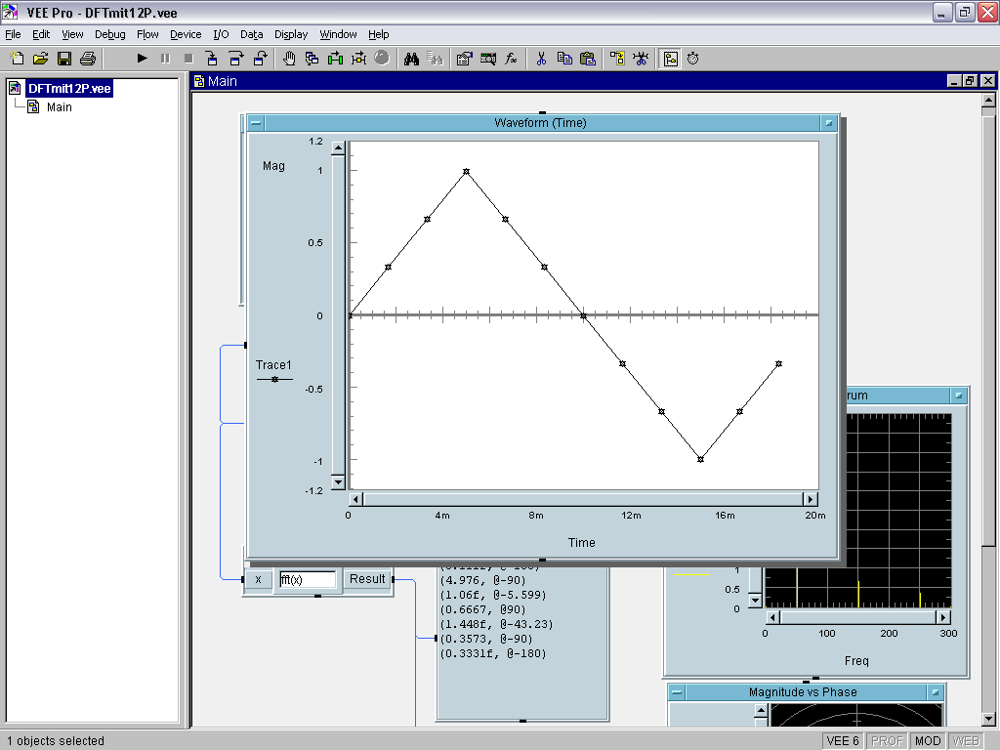 VEE Pro - DFTmit12P.vee
File Edit View Debug Flow Device I/O Data Display Window Help
DFTmit12P.vee
Main
Main
Waveform (Time)
Mag
1.2
1
0.5
0
-0.5
-1
-1.2
Trace1
0 4m 8m 12m 16m 20m
Time
x
fft(x)
Result
(4.976, @-90)
(1.06f, @-5.599)
(0.6667, @90)
(1.448f, @-43.23)
(0.3573, @-90)
(0.3331f, @-180)
rum
1
0.5
0
0 100 200 300
Freq
Magnitude vs Phase
1 objects selected
VEE 6 PROF MOD WEB